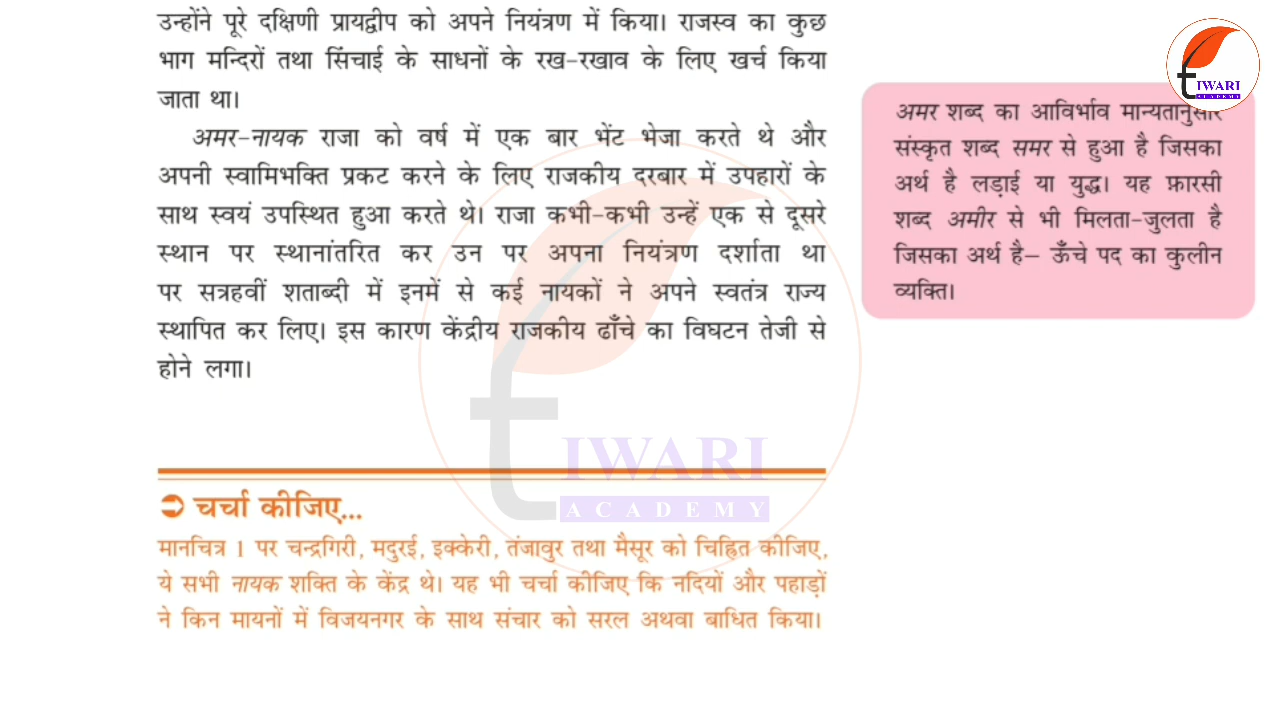 उन्होंने पूरे दक्षिणी प्रायद्वीप को अपने नियंत्रण में किया। राजस्व का कुछ
भाग मन्दिरों तथा सिंचाई के साधनों के रख-रखाव के लिए खर्च किया
जाता था।
अमर-नायक राजा को वर्ष में एक बार भेंट भेजा करते थे और
अपनी स्वामिभक्ति प्रकट करने के लिए राजकीय दरबार में उपहारों के
साथ स्वयं उपस्थित हुआ करते थे। राजा कभी-कभी उन्हें एक से दूसरे
स्थान पर स्थानांतरित कर उन पर अपना नियंत्रण दर्शाता था
पर सत्रहवीं शताब्दी में इनमें से कई नायकों ने अपने स्वतंत्र राज्य
स्थापित कर लिए। इस कारण केंद्रीय राजकीय ढाँचे का विघटन तेजी से
होने लगा।
अमर शब्द का आविर्भाव मान्यतानुसार
संस्कृत शब्द समर से हुआ है जिसका
अर्थ है लड़ाई या युद्ध। यह फ़ारसी
शब्द अमीर से भी मिलता-जुलता है
जिसका अर्थ है– ऊँचे पद का कुलीन
व्यक्ति।
चर्चा कीजिए...
मानचित्र 1 पर चन्द्रगिरी, मदुरई, इक्केरी, तंजावुर तथा मैसूर को चिह्नित कीजिए,
ये सभी नायक शक्ति के केंद्र थे। यह भी चर्चा कीजिए कि नदियों और पहाड़ों
ने किन मायनों में विजयनगर के साथ संचार को सरल अथवा बाधित किया।
tIWARI
ACADEMY
tIWARI
ACADEMY